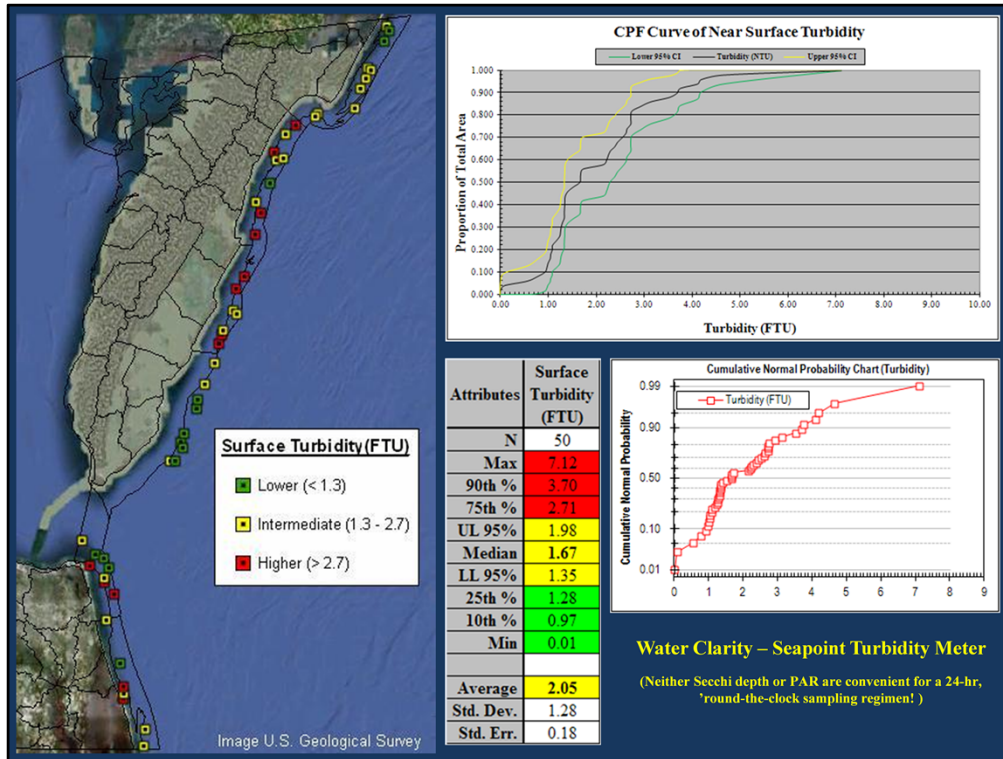 Surface Turbidity(FTU)
Lower (< 1.3)
Intermediate (1.3 - 2.7)
Higher (> 2.7)
Image U.S. Geological Survey
CPF Curve of Near Surface Turbidity
Lower 95% CI Turbidity (NTU) Upper 95% CI
Proportion of Total Area
1.000
0.900
0.800
0.700
0.600
0.500
0.400
0.300
0.200
0.100
0.000
0.00 1.00 2.00 3.00 4.00 5.00 6.00 7.00 8.00 9.00 10.00
Turbidity (FTU)
Attributes Surface Turbidity (FTU)
N 50
Max 7.12
90th % 3.70
75th % 2.71
UL 95% 1.98
Median 1.67
LL 95% 1.35
25th % 1.28
10th % 0.97
Min 0.01
Average 2.05
Std. Dev. 1.28
Std. Err. 0.18
Cumulative Normal Probability Chart (Turbidity)
Turbidity (FTU)
Cumulative Normal Probability
0.99
0.90
0.50
0.10
0.01
0 1 2 3 4 5 6 7 8 9
Water Clarity – Seapoint Turbidity Meter
(Neither Secchi depth or PAR are convenient for a 24-hr,
’round-the-clock sampling regimen! )